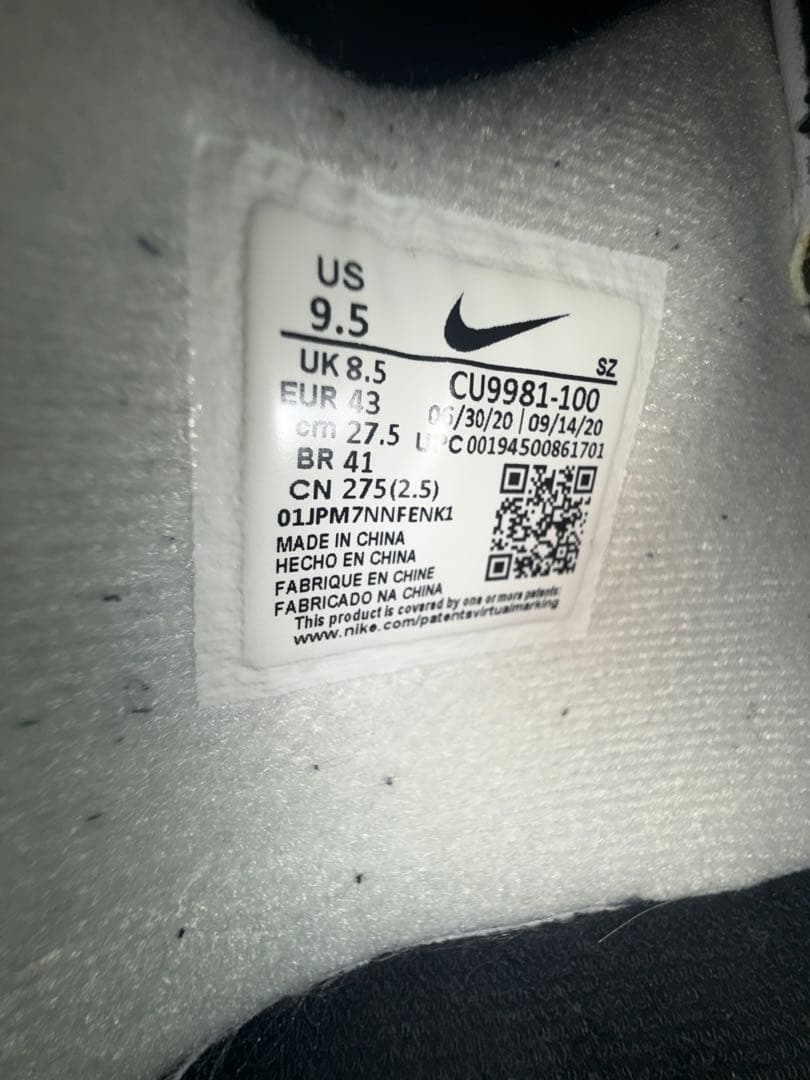 US
9.5
SZ
UK 8.5
CU9981-100
EUR 43
06/30/20 | 09/14/20
cm 27.5
UPC 00194500861701
BR 41
CN 275(2.5)
01JPM7NNFENK1
MADE IN CHINA
HECHO EN CHINA
FABRIQUE EN CHINE
FABRICADO NA CHINA
This product is covered by one or more patents:
www.nike.com/patentsvirtualmarking